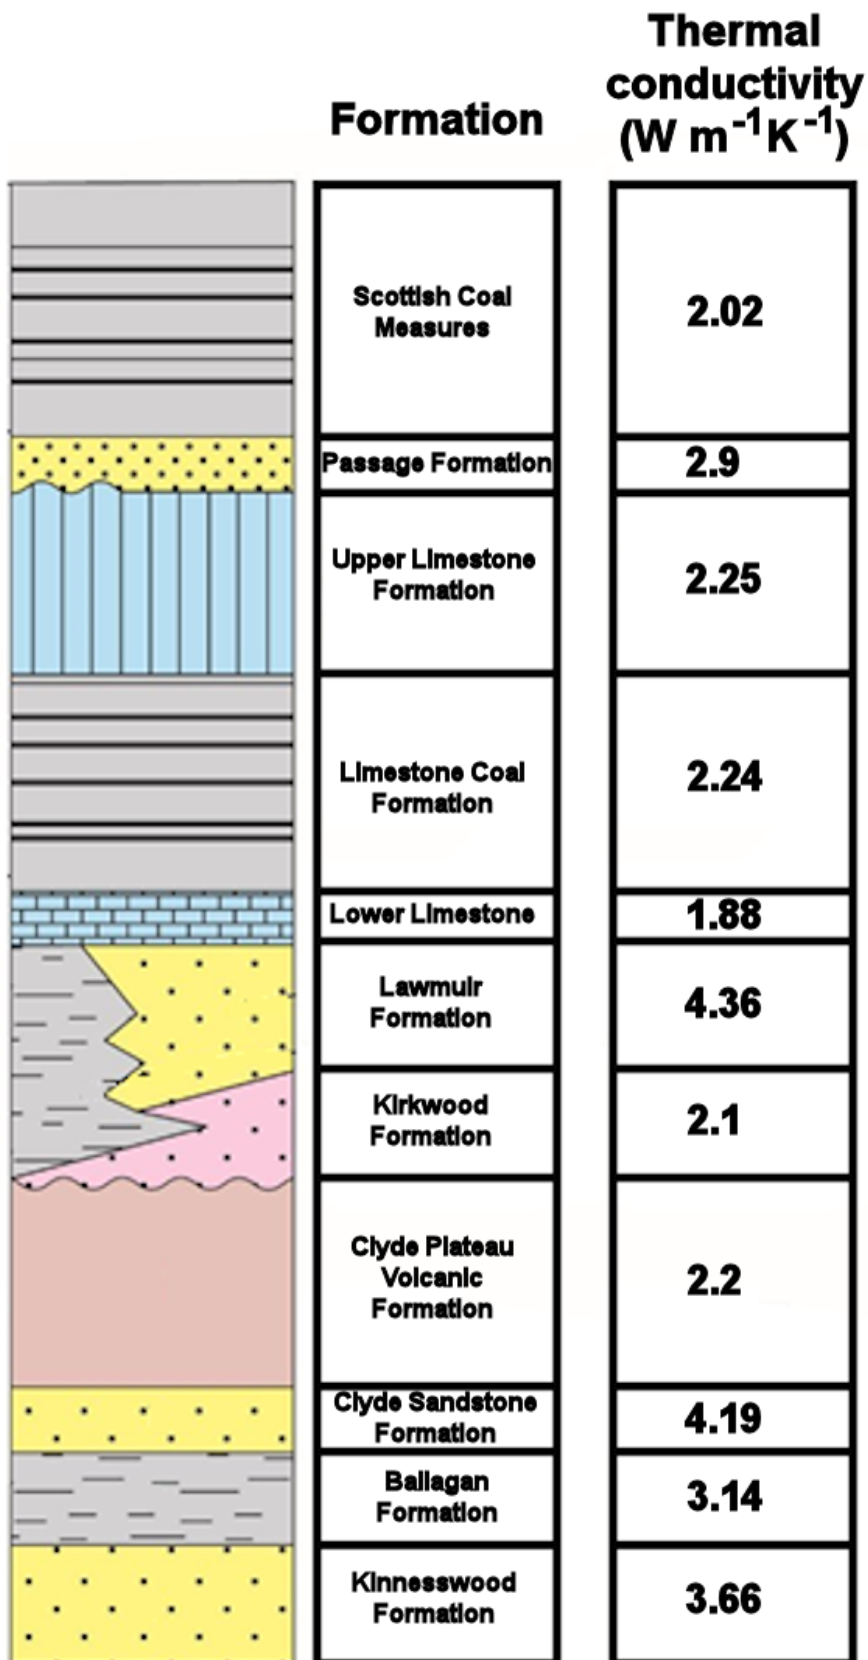 Formation
Thermal
conductivity
(W m⁻¹K⁻¹)
Scottish Coal
Measures
2.02
Passage Formation
2.9
Upper Limestone
Formation
2.25
Limestone Coal
Formation
2.24
Lower Limestone
1.88
Lawmuir
Formation
4.36
Kirkwood
Formation
2.1
Clyde Plateau
Volcanic
Formation
2.2
Clyde Sandstone
Formation
4.19
Ballagan
Formation
3.14
Kinnesswood
Formation
3.66